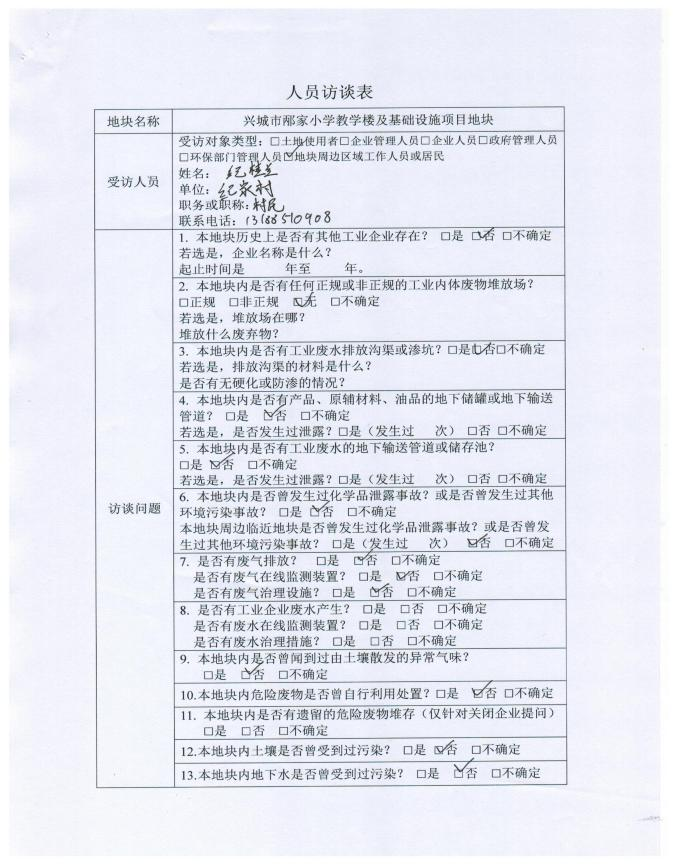 人员访谈表
地块名称 兴城市邴家小学教学楼及基础设施项目地块
受访人员
受访对象类型：□土地使用者□企业管理人员□企业人员□政府管理人员
□环保部门管理人员☑地块周边区域工作人员或居民
姓名：
单位：纪家村
职务或职称：村民
联系电话：13188510908
访谈问题
1. 本地块历史上是否有其他工业企业存在？ □是 ☑否 □不确定
若选是，企业名称是什么？
起止时间是 年至 年。
2. 本地块内是否有任何正规或非正规的工业内体废物堆放场？
□正规 □非正规 ☑无 □不确定
若选是，堆放场在哪？
堆放什么废弃物？
3. 本地块内是否有工业废水排放沟渠或渗坑？□是☑否□不确定
若选是，排放沟渠的材料是什么？
是否有无硬化或防渗的情况？
4. 本地块内是否有产品、原辅材料、油品的地下储罐或地下输送
管道？ □是 ☑否 □不确定
若选是，是否发生过泄露？□是（发生过 次） □否 □不确定
5. 本地块内是否有工业废水的地下输送管道或储存池？
□是 ☑否 □不确定
若选是，是否发生过泄露？□是（发生过 次） □否 □不确定
6. 本地块内是否曾发生过化学品泄露事故？或是否曾发生过其他
环境污染事故？ □是 ☑否 □不确定
本地块周边临近地块是否曾发生过化学品泄露事故？或是否曾发
生过其他环境污染事故？ □是（发生过 次） ☑否 □不确定
7. 是否有废气排放？ □是 ☑否 □不确定
是否有废气在线监测装置？ □是 ☑否 □不确定
是否有废气治理设施？ □是 ☑否 □不确定
8. 是否有工业企业废水产生？ □是 □否 □不确定
是否有废水在线监测装置？ □是 □否 □不确定
是否有废水治理措施？ □是 □否 □不确定
9. 本地块内是否曾闻到过由土壤散发的异常气味？
□是 ☑否 □不确定
10.本地块内危险废物是否曾自行利用处置？□是 ☑否 □不确定
11. 本地块内是否有遗留的危险废物堆存（仅针对关闭企业提问）
□是 □否 □不确定
12.本地块内土壤是否曾受到过污染？ □是 ☑否 □不确定
13.本地块内地下水是否曾受到过污染？ □是 ☑否 □不确定